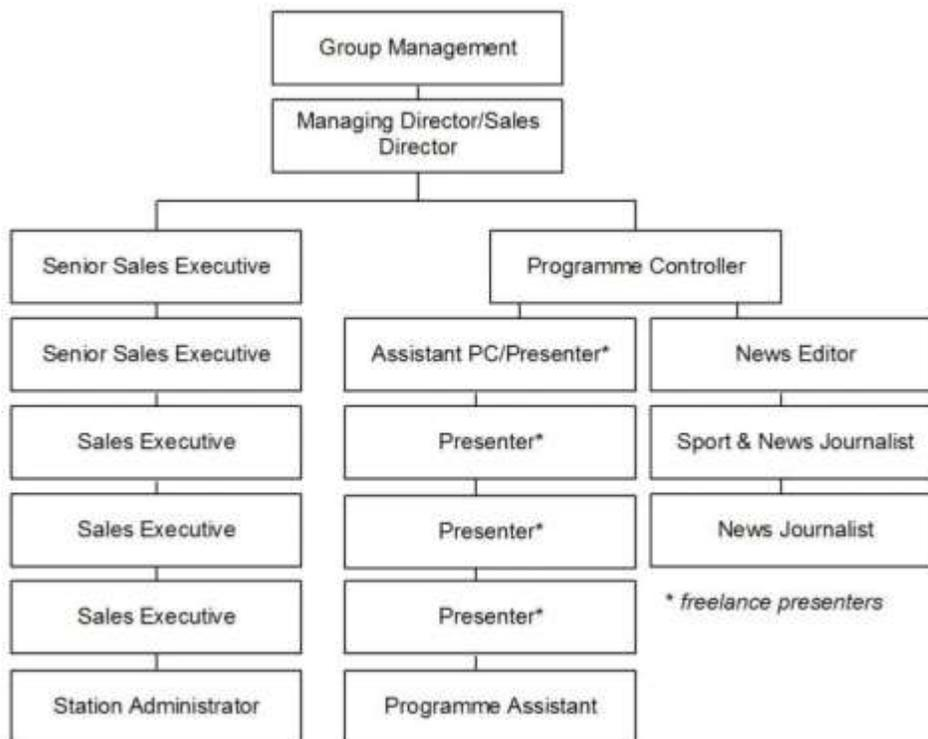 Group Management
Managing Director/Sales
Director
Senior Sales Executive
Programme Controller
Senior Sales Executive
Assistant PC/Presenter*
News Editor
Sales Executive
Presenter*
Sport & News Journalist
Sales Executive
Presenter*
News Journalist
Sales Executive
Presenter*
* freelance presenters
Station Administrator
Programme Assistant